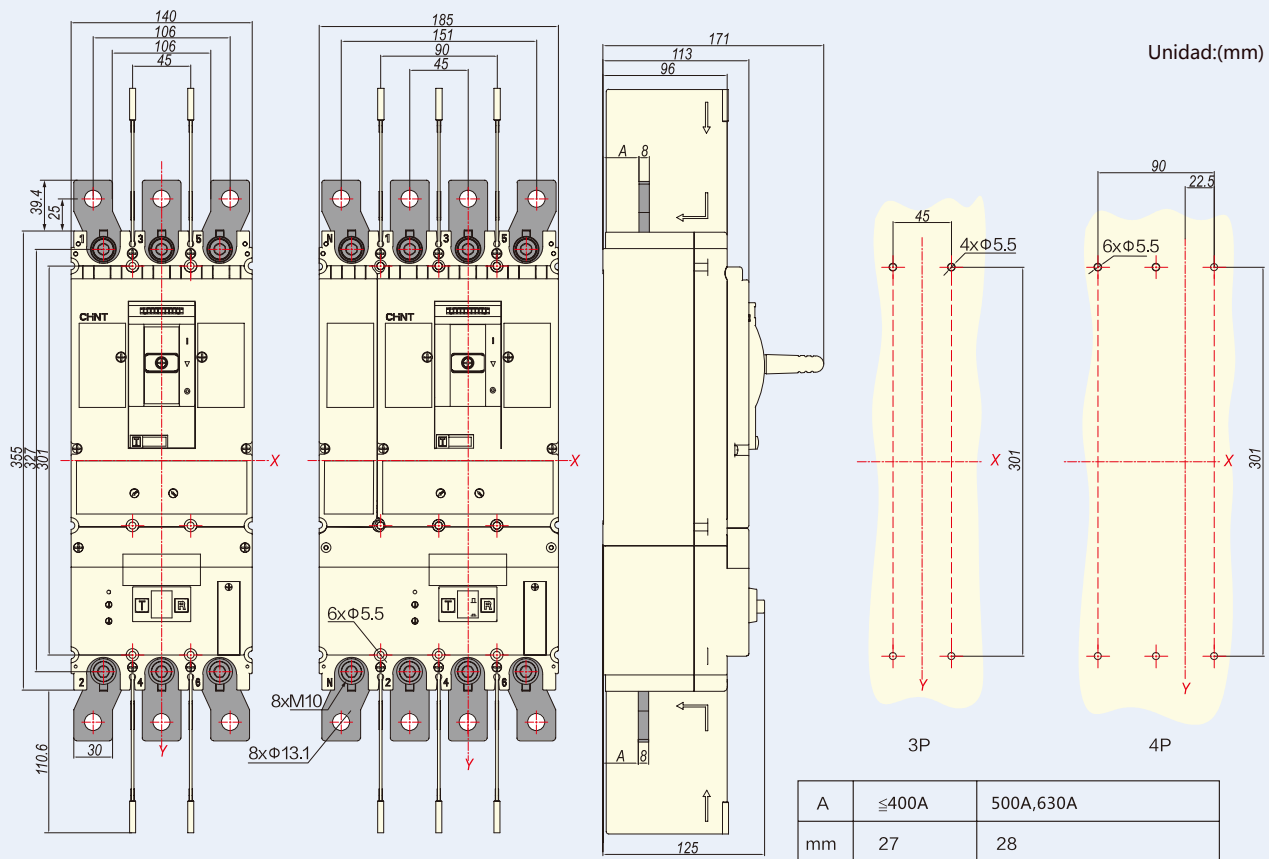 140
106
106
45
185
151
90
45
171
113
96
Unidad:(mm)
A
8
39.4
25
1
3
5
N
1
3
5
90
22.5
45
4xΦ5.5
6xΦ5.5
CHNT
CHNT
I
O
I
O
T
T
355
327
301
X
X
X
301
X
301
T
R
T
R
6xΦ5.5
2
4
6
N
2
4
6
8xM10
8xΦ13.1
30
110.6
Y
Y
A
8
125
Y
Y
3P
4P
A ≦400A 500A,630A
mm 27 28